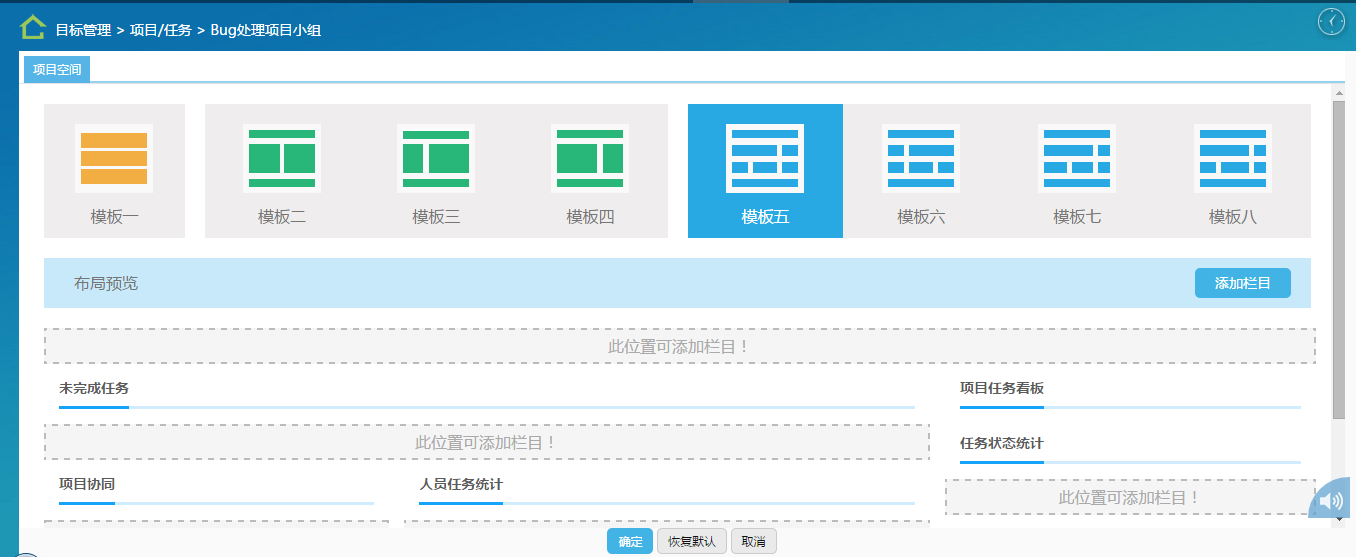 目标管理 > 项目/任务 > Bug处理项目小组
项目空间
模板一 模板二 模板三 模板四 模板五 模板六 模板七 模板八
布局预览 添加栏目
此位置可添加栏目！
未完成任务 项目任务看板
此位置可添加栏目！
任务状态统计
项目协同 人员任务统计
此位置可添加栏目！
确定 恢复默认 取消